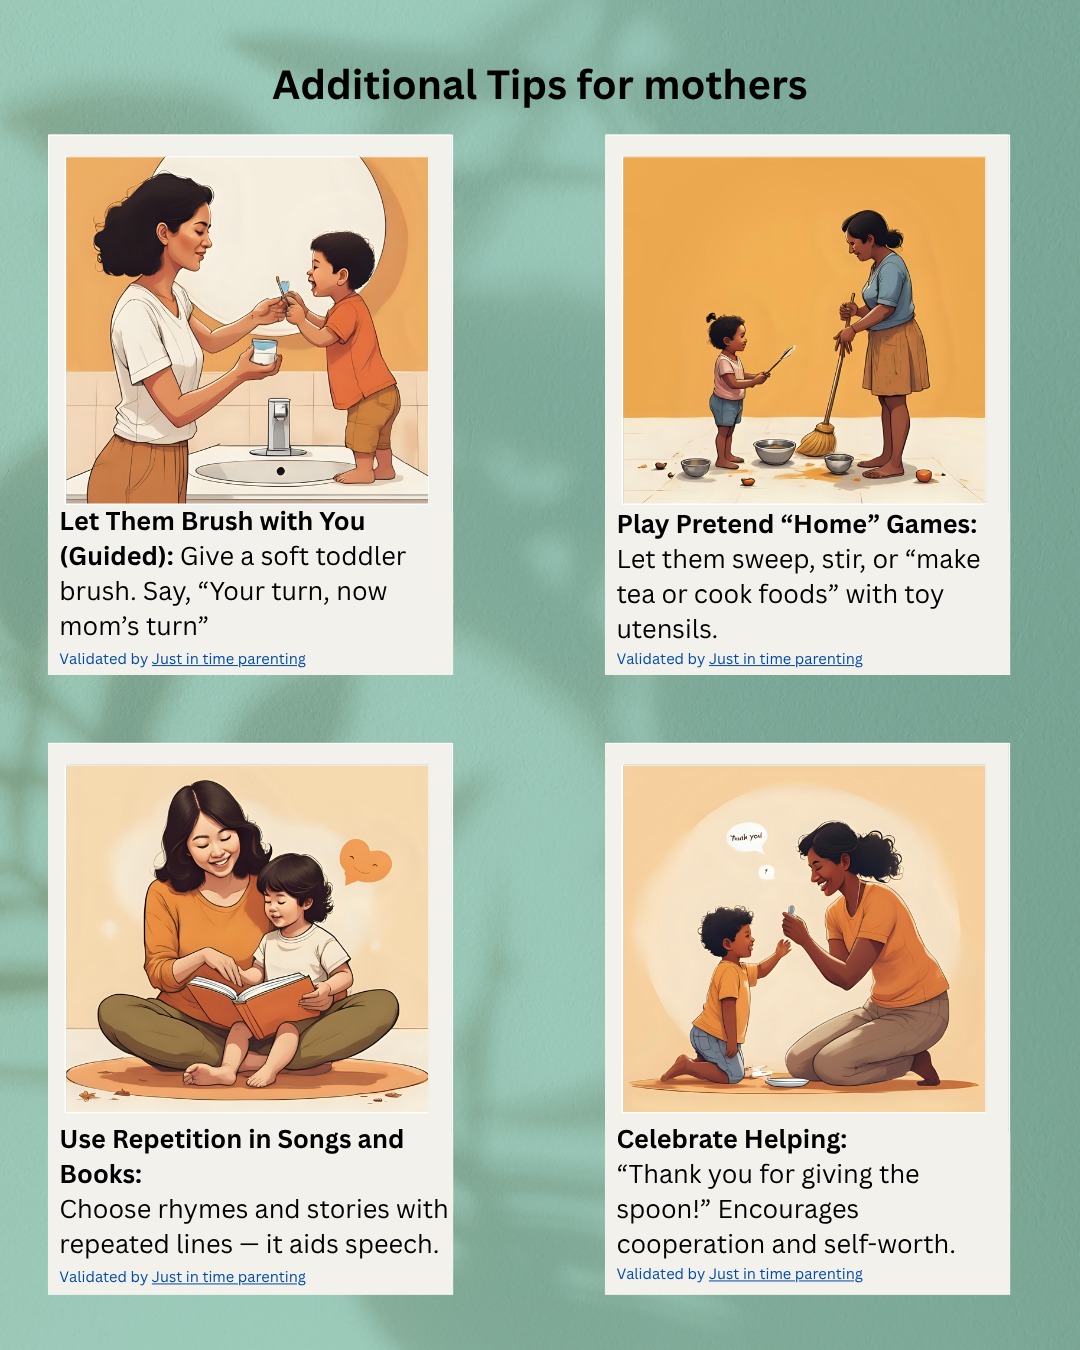 Additional Tips for mothers
Let Them Brush with You
(Guided): Give a soft toddler
brush. Say, “Your turn, now
mom’s turn”
Validated by Just in time parenting
Play Pretend “Home” Games:
Let them sweep, stir, or “make
tea or cook foods” with toy
utensils.
Validated by Just in time parenting
Use Repetition in Songs and
Books:
Choose rhymes and stories with
repeated lines — it aids speech.
Validated by Just in time parenting
Thank you!
Celebrate Helping:
“Thank you for giving the
spoon!” Encourages
cooperation and self-worth.
Validated by Just in time parenting